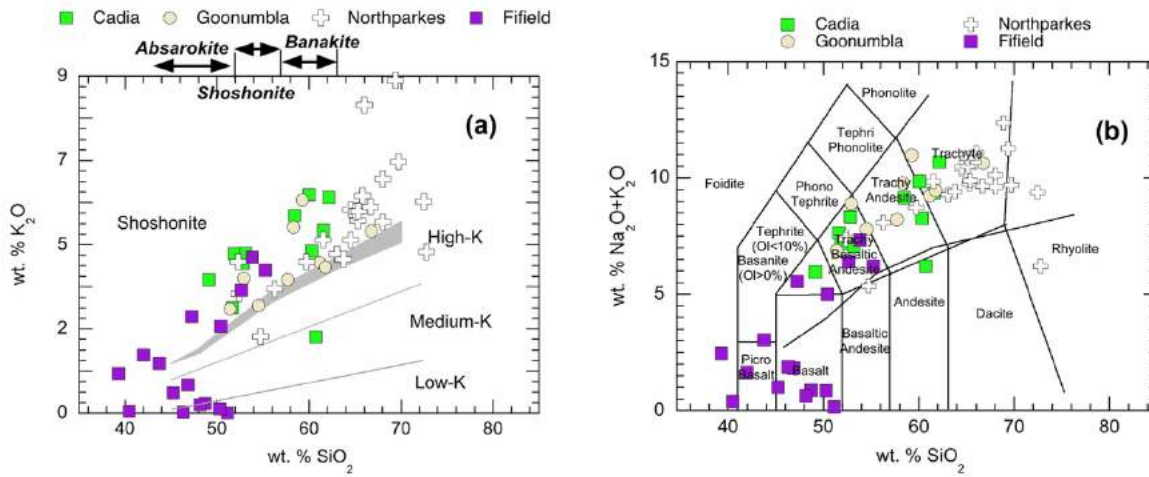 Cadia Goonumbla Northparkes Fifield
Absarokite Banakite
Shoshonite
9
7
5
2
0
wt. % K2O
(a)
Shoshonite
High-K
Medium-K
Low-K
40 50 60 70 80
wt. % SiO2
Cadia Northparkes
Goonumbla Fifield
15
10
5
0
wt. % Na2O+K2O
(b)
Phonolite
Tephri
Phonolite
Trachyte
Foidite
Phono
Tephrite
Trachy
Andesite
Tephrite
(Ol<10%)
Basanite
(Ol>0%)
Trachy
Basaltic
Andesite
Rhyolite
Andesite
Dacite
Basaltic
Andesite
Picro
Basalt
Basalt
40 50 60 70 80
wt. % SiO2